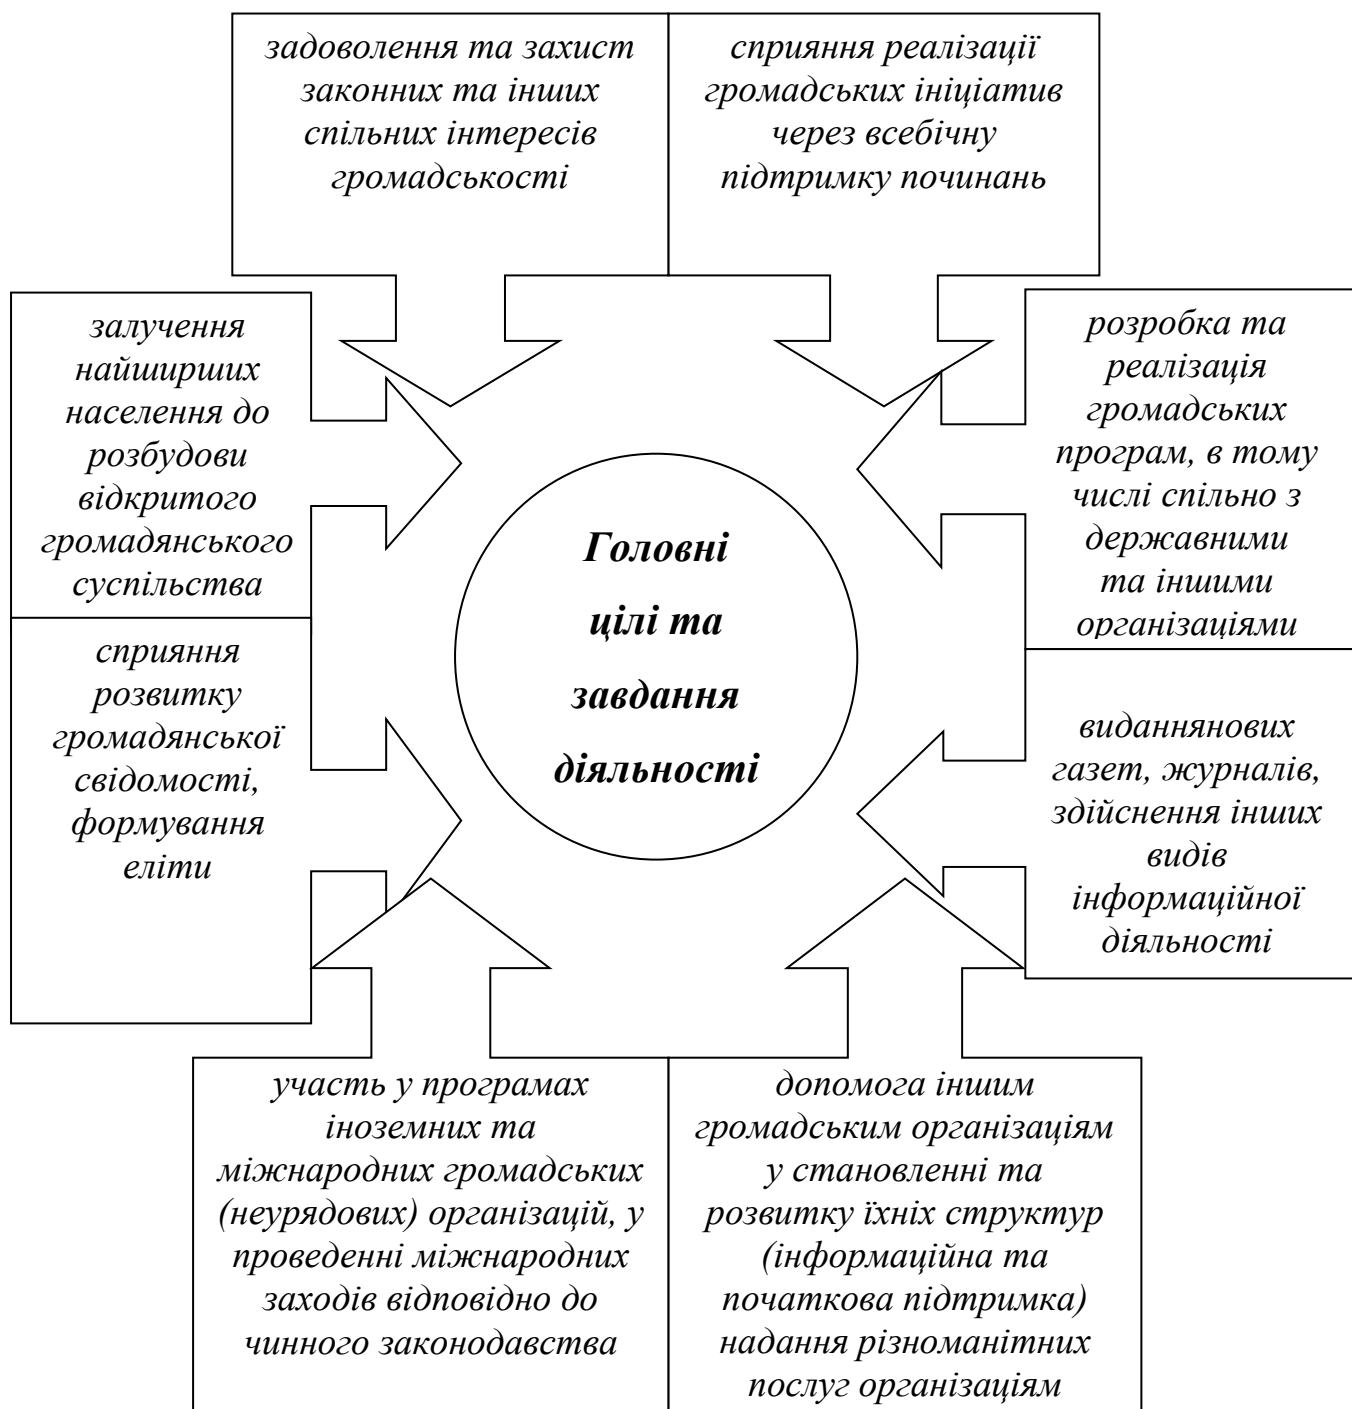 задоволення та захист
законних та інших
спільних інтересів
громадськості
сприяння реалізації
громадських ініціатив
через всебічну
підтримку починань
залучення
найширших
населення до
розбудови
відкритого
громадянського
суспільства
розробка та
реалізація
громадських
програм, в тому
числі спільно з
державними
та іншими
організаціями
Головні
цілі та
завдання
діяльності
сприяння
розвитку
громадянської
свідомості,
формування
еліти
виданнянових
газет, журналів,
здійснення інших
видів
інформаційної
діяльності
участь у програмах
іноземних та
міжнародних громадських
(неурядових) організацій, у
проведенні міжнародних
заходів відповідно до
чинного законодавства
допомога іншим
громадським організаціям
у становленні та
розвитку їхніх структур
(інформаційна та
початкова підтримка)
надання різноманітних
послуг організаціям